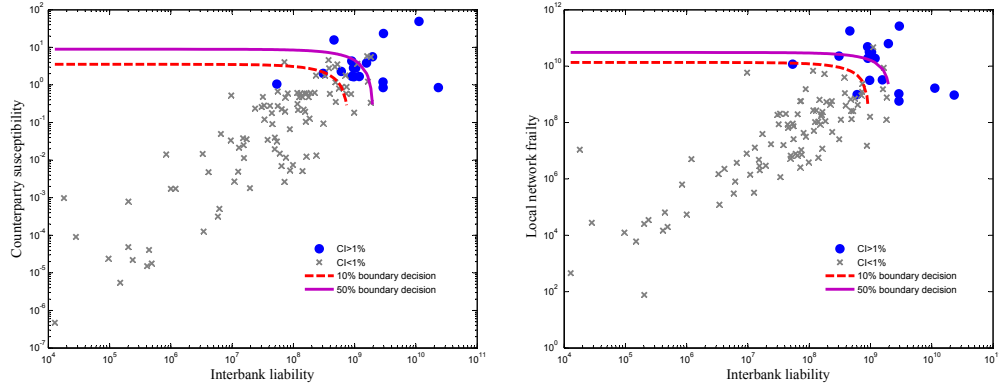 10^2
10^1
10^0
10^-1
10^-2
10^-3
10^-4
10^-5
10^-6
10^-7
Counterparty susceptibility
CI>1%
CI<1%
10% boundary decision
50% boundary decision
10^4 10^5 10^6 10^7 10^8 10^9 10^10 10^11
Interbank liability
10^12
10^10
10^8
10^6
10^4
10^2
10^0
Local network frailty
CI>1%
CI<1%
10% boundary decision
50% boundary decision
10^4 10^5 10^6 10^7 10^8 10^9 10^10 10^1
Interbank liability